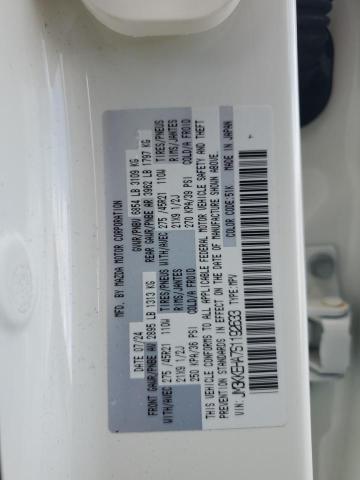 MFD. BY MAZDA MOTOR CORPORATION
DATE: 07/24 GVWR/PNBV 6854 LB 3109 KG
FRONT GAWR/PNBE AV 2895 LB 1313 KG REAR GAWR/PNBE AR 3962 LB 1797 KG
WITH/AVEC 275 /45R21 110W TIRES/PNEUS WITH/AVEC 275 /45R21 110W TIRES/PNEUS
21X9 1/2J RIMS/JANTES 21X9 1/2J RIMS/JANTES
250 KPA/36 PSI COLD/A FROID 270 KPA/39 PSI COLD/A FROID
THIS VEHICLE CONFORMS TO ALL APPLICABLE FEDERAL MOTOR VEHICLE SAFETY AND THEFT
PREVENTION STANDARDS IN EFFECT ON THE DATE OF MANUFACTURE SHOWN ABOVE.
VIN: JM3KKEHA7S1192633 TYPE:MPV COLOR CODE:51K MADE IN JAPAN